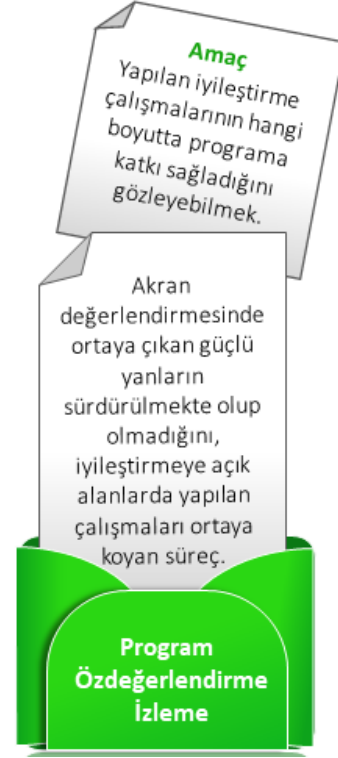 Amaç
Yapılan iyileştirme
çalışmalarının hangi
boyutta programa
katkı sağladığını
gözleyebilmek.
Akran
değerlendirmesinde
ortaya çıkan güçlü
yanların
sürdürülmekte olup
olmadığını,
iyileştirmeye açık
alanlarda yapılan
çalışmaları ortaya
koyan süreç.
Program
Özdeğerlendirme
İzleme